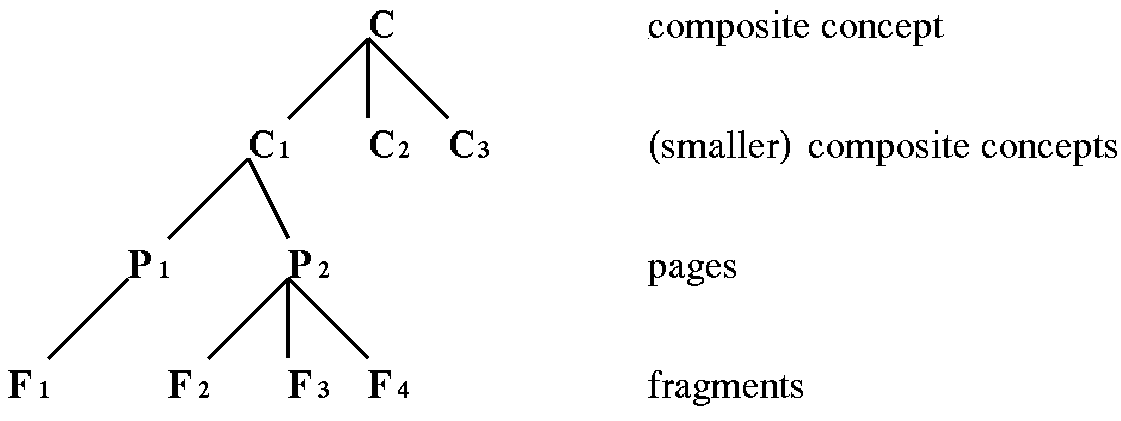 C composite concept
C1 C2 C3 (smaller) composite concepts
P1 P2 pages
F1 F2 F3 F4 fragments